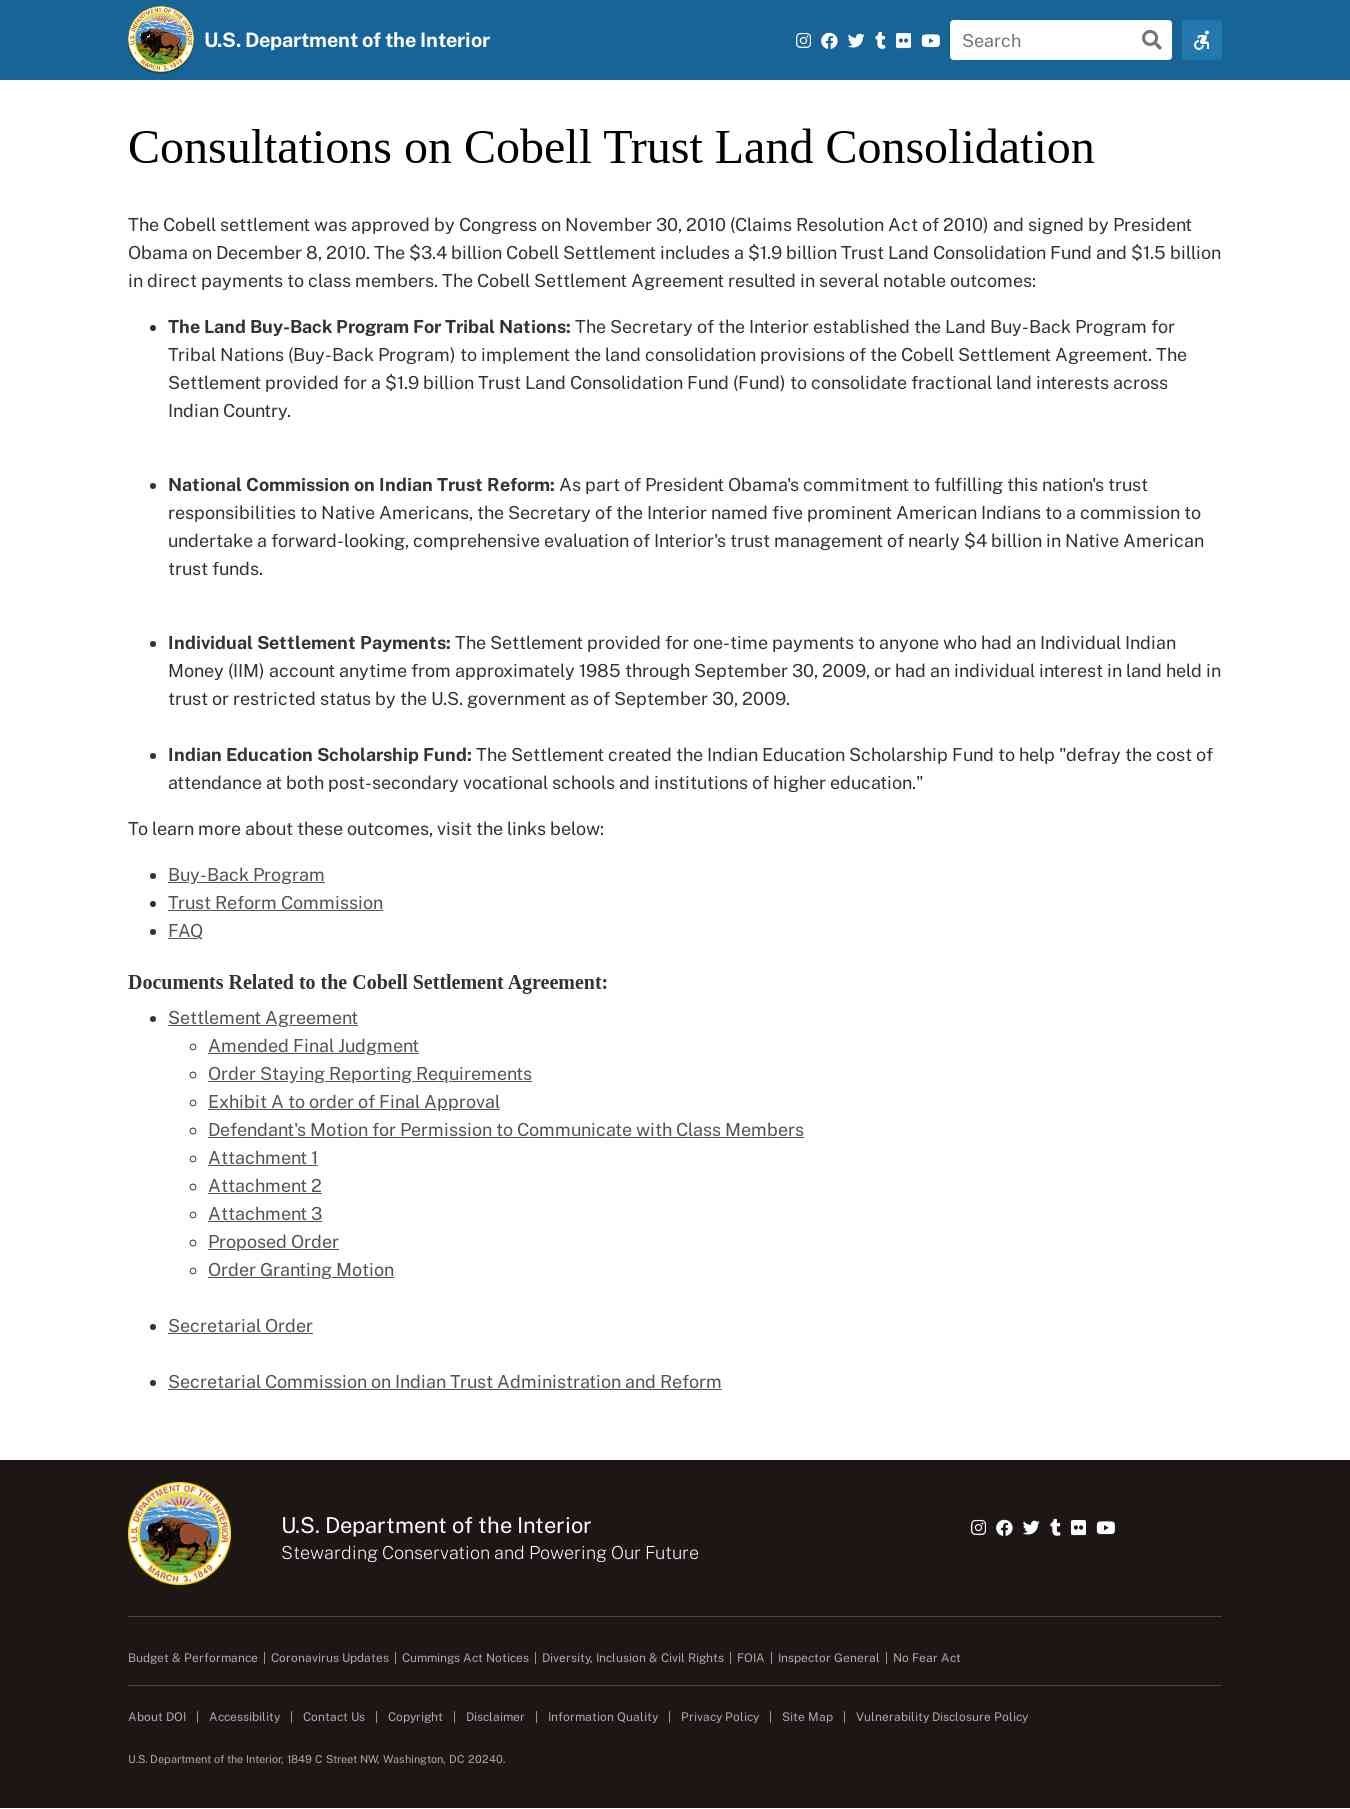 U.S. Department of the Interior
Search
Consultations on Cobell Trust Land Consolidation
The Cobell settlement was approved by Congress on November 30, 2010 (Claims Resolution Act of 2010) and signed by President
Obama on December 8, 2010. The $3.4 billion Cobell Settlement includes a $1.9 billion Trust Land Consolidation Fund and $1.5 billion
in direct payments to class members. The Cobell Settlement Agreement resulted in several notable outcomes:
The Land Buy-Back Program For Tribal Nations: The Secretary of the Interior established the Land Buy-Back Program for
Tribal Nations (Buy-Back Program) to implement the land consolidation provisions of the Cobell Settlement Agreement. The
Settlement provided for a $1.9 billion Trust Land Consolidation Fund (Fund) to consolidate fractional land interests across
Indian Country.
National Commission on Indian Trust Reform: As part of President Obama's commitment to fulfilling this nation's trust
responsibilities to Native Americans, the Secretary of the Interior named five prominent American Indians to a commission to
undertake a forward-looking, comprehensive evaluation of Interior's trust management of nearly $4 billion in Native American
trust funds.
Individual Settlement Payments: The Settlement provided for one-time payments to anyone who had an Individual Indian
Money (IIM) account anytime from approximately 1985 through September 30, 2009, or had an individual interest in land held in
trust or restricted status by the U.S. government as of September 30, 2009.
Indian Education Scholarship Fund: The Settlement created the Indian Education Scholarship Fund to help "defray the cost of
attendance at both post-secondary vocational schools and institutions of higher education."
To learn more about these outcomes, visit the links below:
Buy-Back Program
Trust Reform Commission
FAQ
Documents Related to the Cobell Settlement Agreement:
Settlement Agreement
Amended Final Judgment
Order Staying Reporting Requirements
Exhibit A to order of Final Approval
Defendant's Motion for Permission to Communicate with Class Members
Attachment 1
Attachment 2
Attachment 3
Proposed Order
Order Granting Motion
Secretarial Order
Secretarial Commission on Indian Trust Administration and Reform
U.S. DEPARTMENT OF THE INTERIOR
MARCH 3, 1849
U.S. Department of the Interior
Stewarding Conservation and Powering Our Future
Budget & Performance | Coronavirus Updates | Cummings Act Notices | Diversity, Inclusion & Civil Rights | FOIA | Inspector General | No Fear Act
About DOI | Accessibility | Contact Us | Copyright | Disclaimer | Information Quality | Privacy Policy | Site Map | Vulnerability Disclosure Policy
U.S. Department of the Interior, 1849 C Street NW, Washington, DC 20240.